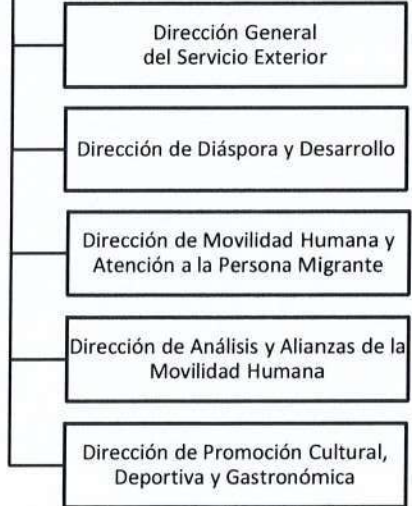 Dirección General
del Servicio Exterior
Dirección de Diáspora y Desarrollo
Dirección de Movilidad Humana y
Atención a la Persona Migrante
Dirección de Análisis y Alianzas de la
Movilidad Humana
Dirección de Promoción Cultural,
Deportiva y Gastronómica